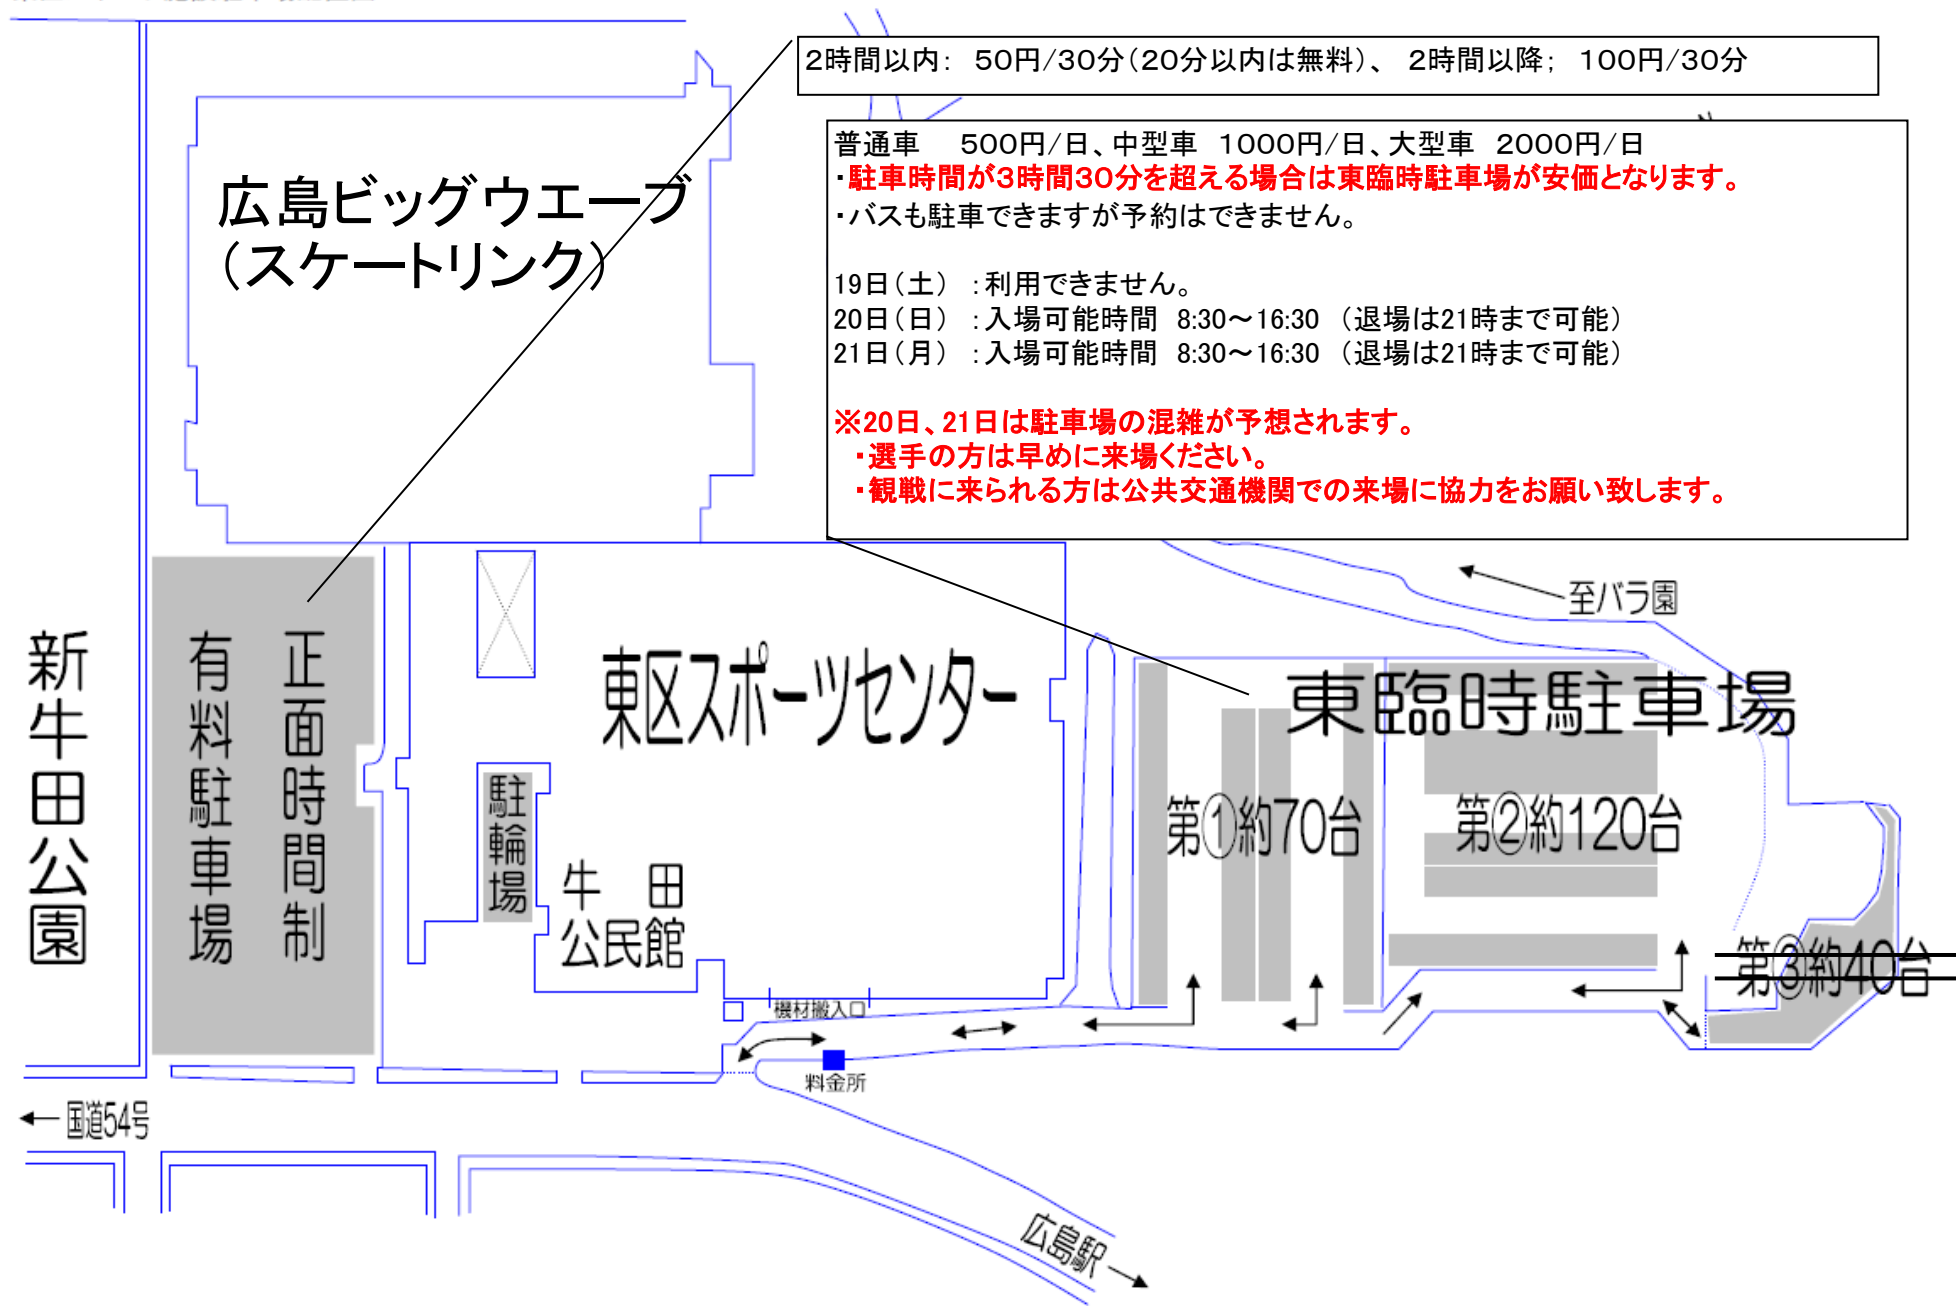 2時間以内： 50円/30分（20分以内は無料）、 2時間以降； 100円/30分
普通車 500円/日、中型車 1000円/日、大型車 2000円/日
・駐車時間が3時間30分を超える場合は東臨時駐車場が安価となります。
・バスも駐車できますが予約はできません。
19日（土） ：利用できません。
20日（日） ：入場可能時間 8:30～16:30 （退場は21時まで可能）
21日（月） ：入場可能時間 8:30～16:30 （退場は21時まで可能）
※20日、21日は駐車場の混雑が予想されます。
・選手の方は早めに来場ください。
・観戦に来られる方は公共交通機関での来場に協力をお願い致します。
広島ビッグウエーブ
（スケートリンク）
至バラ園
新牛田公園
正面時間制
有料駐車場
東区スポーツセンター
東臨時駐車場
駐輪場
第①約70台
第②約120台
第③約40台
牛 田
公民館
機材搬入口
料金所
国道54号
広島駅